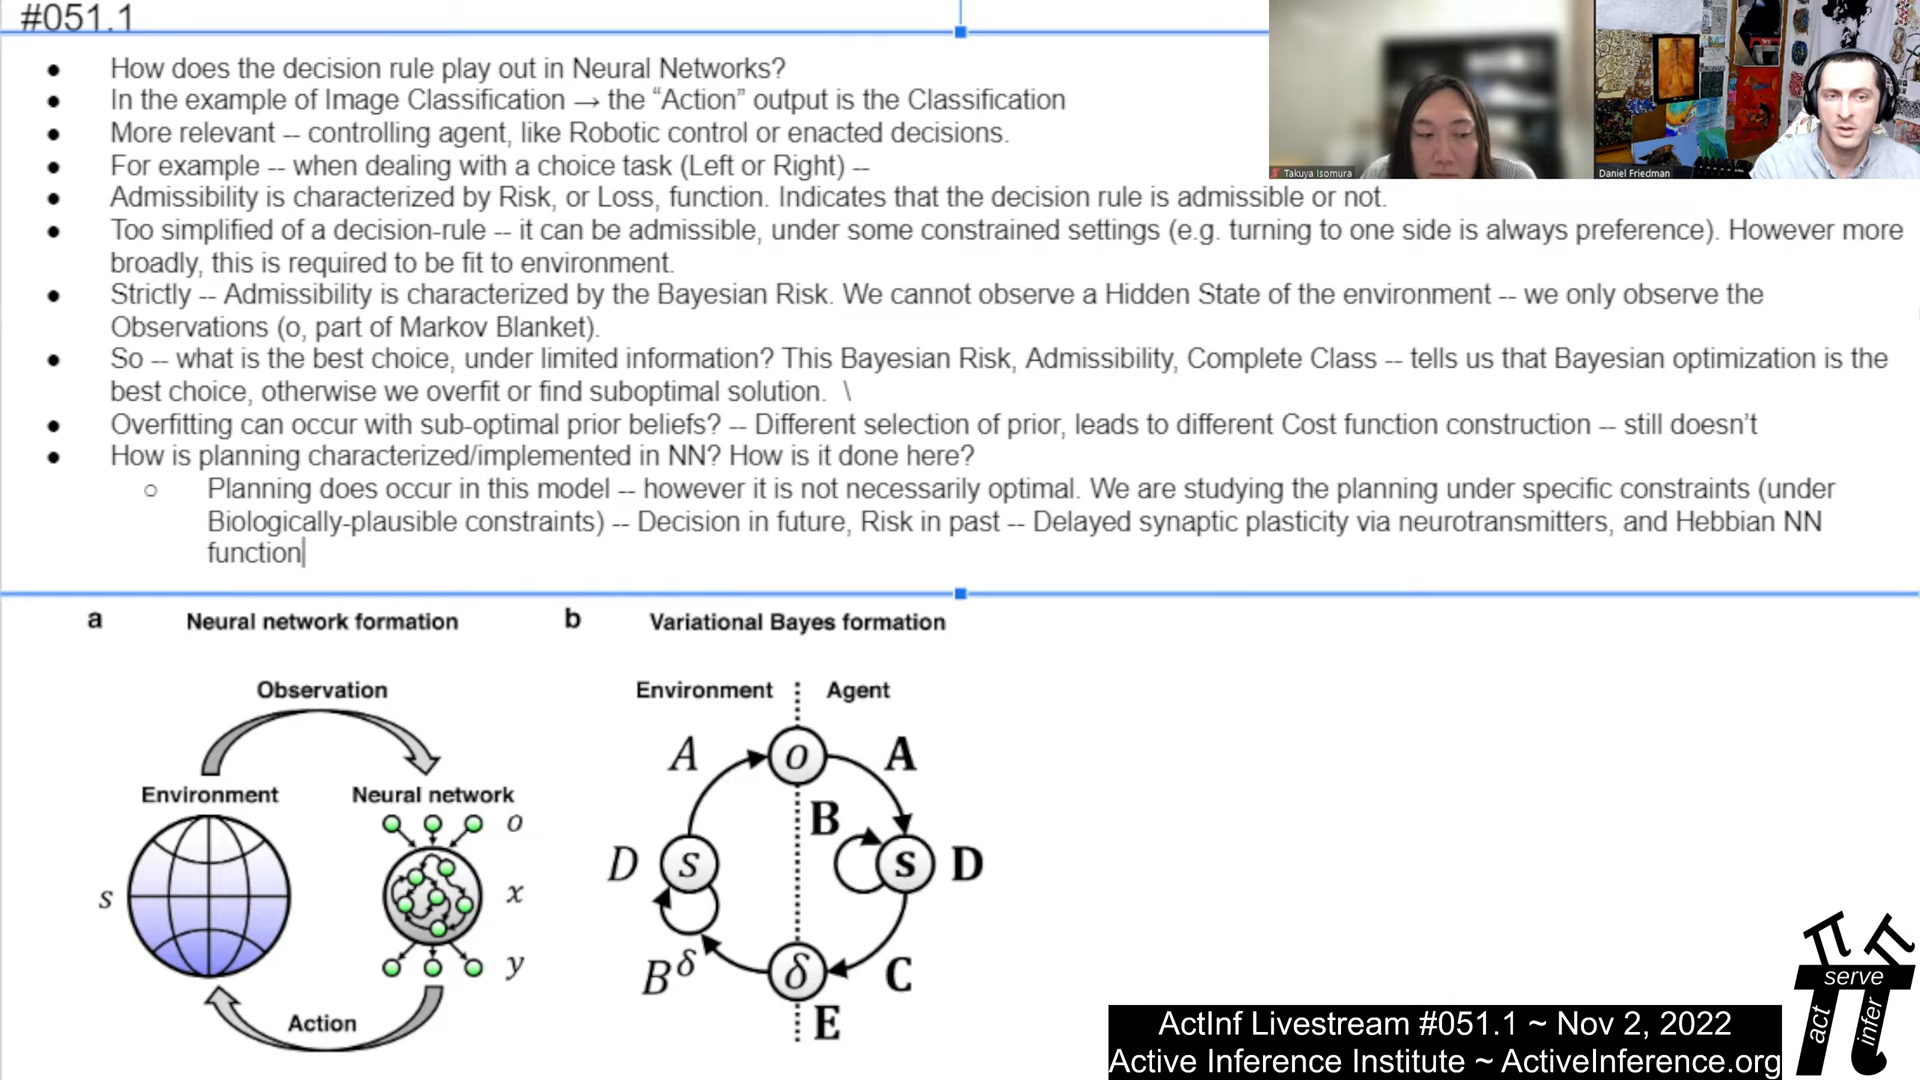 #051.1
● How does the decision rule play out in Neural Networks?
● In the example of Image Classification → the “Action” output is the Classification
● More relevant -- controlling agent, like Robotic control or enacted decisions.
● For example -- when dealing with a choice task (Left or Right) --
● Admissibility is characterized by Risk, or Loss, function. Indicates that the decision rule is admissible or not.
● Too simplified of a decision-rule -- it can be admissible, under some constrained settings (e.g. turning to one side is always preference). However more
broadly, this is required to be fit to environment.
● Strictly -- Admissibility is characterized by the Bayesian Risk. We cannot observe a Hidden State of the environment -- we only observe the
Observations (o, part of Markov Blanket).
● So -- what is the best choice, under limited information? This Bayesian Risk, Admissibility, Complete Class -- tells us that Bayesian optimization is the
best choice, otherwise we overfit or find suboptimal solution. \
● Overfitting can occur with sub-optimal prior beliefs? -- Different selection of prior, leads to different Cost function construction -- still doesn’t
● How is planning characterized/implemented in NN? How is it done here?
○ Planning does occur in this model -- however it is not necessarily optimal. We are studying the planning under specific constraints (under
Biologically-plausible constraints) -- Decision in future, Risk in past -- Delayed synaptic plasticity via neurotransmitters, and Hebbian NN
function
Takuya Isomura
Daniel Friedman
a Neural network formation
Observation
Environment Neural network
o
s
x
y
Action
b Variational Bayes formation
Environment Agent
A o A
B
D s s D
B^δ δ C
E
π π
serve
act
infer
ActInf Livestream #051.1 ~ Nov 2, 2022
Active Inference Institute ~ ActiveInference.org